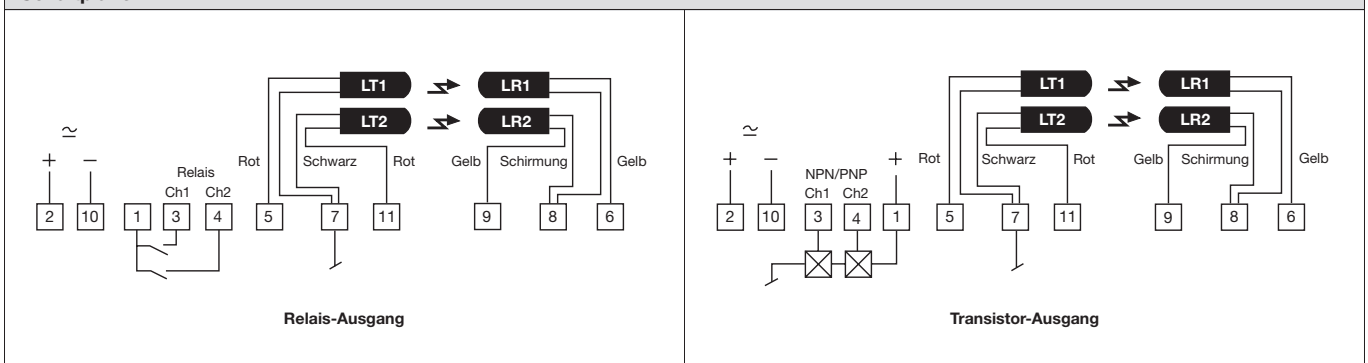 LT1 LR1
LT2 LR2
≃
+ −
Rot Schwarz Rot Gelb Schirmung Gelb
Relais
Ch1 Ch2
2 10 1 3 4 5 7 11 9 8 6
Relais-Ausgang
LT1 LR1
LT2 LR2
≃
+ − +
Rot Schwarz Rot Gelb Schirmung Gelb
NPN/PNP
Ch1 Ch2
2 10 3 4 1 5 7 11 9 8 6
Transistor-Ausgang